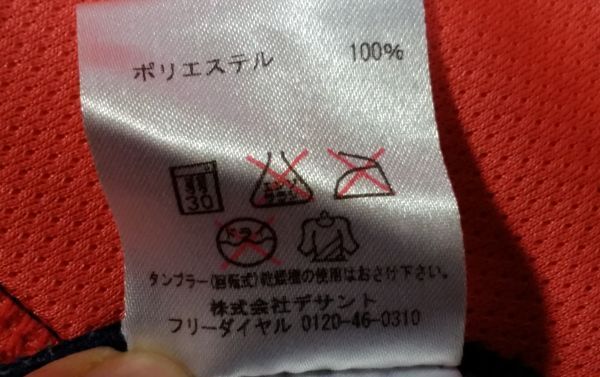 ポリエステル 100%
30
エンソ
サラシ
ドライ
タンブラー(回転式)乾燥機の使用はおさけ下さい。
株式会社デサント
フリーダイヤル 0120-46-0310